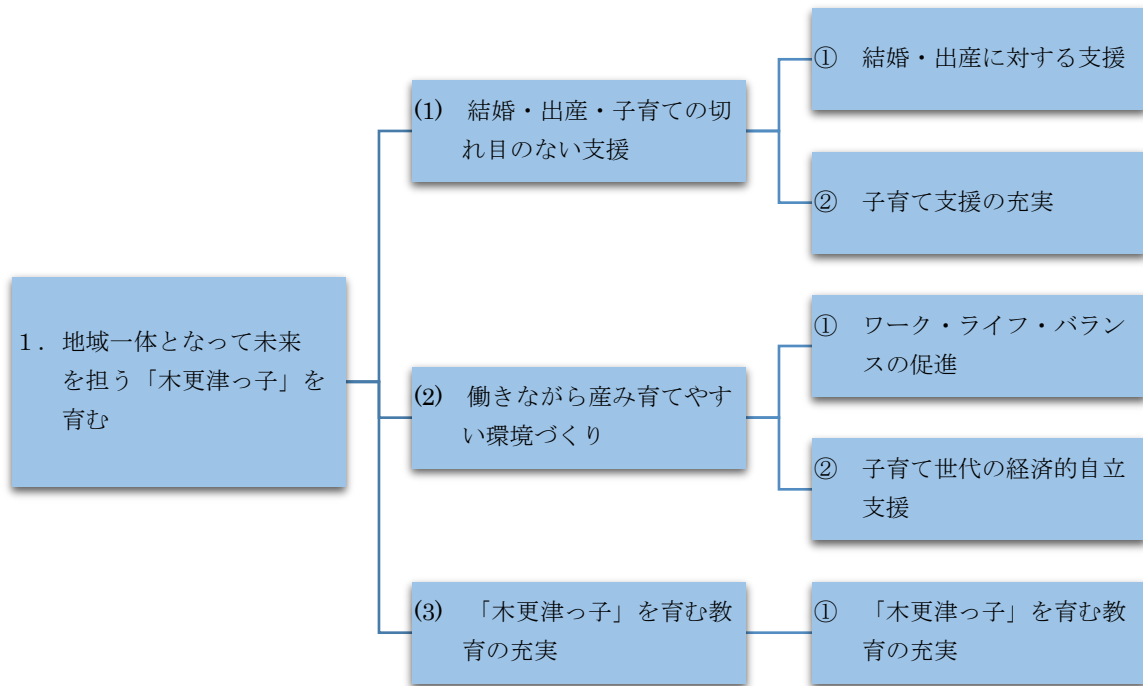 1．地域一体となって未来
を担う「木更津っ子」を
育む
(1) 結婚・出産・子育ての切
れ目のない支援
① 結婚・出産に対する支援
② 子育て支援の充実
(2) 働きながら産み育てやす
い環境づくり
① ワーク・ライフ・バラン
スの促進
② 子育て世代の経済的自立
支援
(3) 「木更津っ子」を育む教
育の充実
① 「木更津っ子」を育む教
育の充実